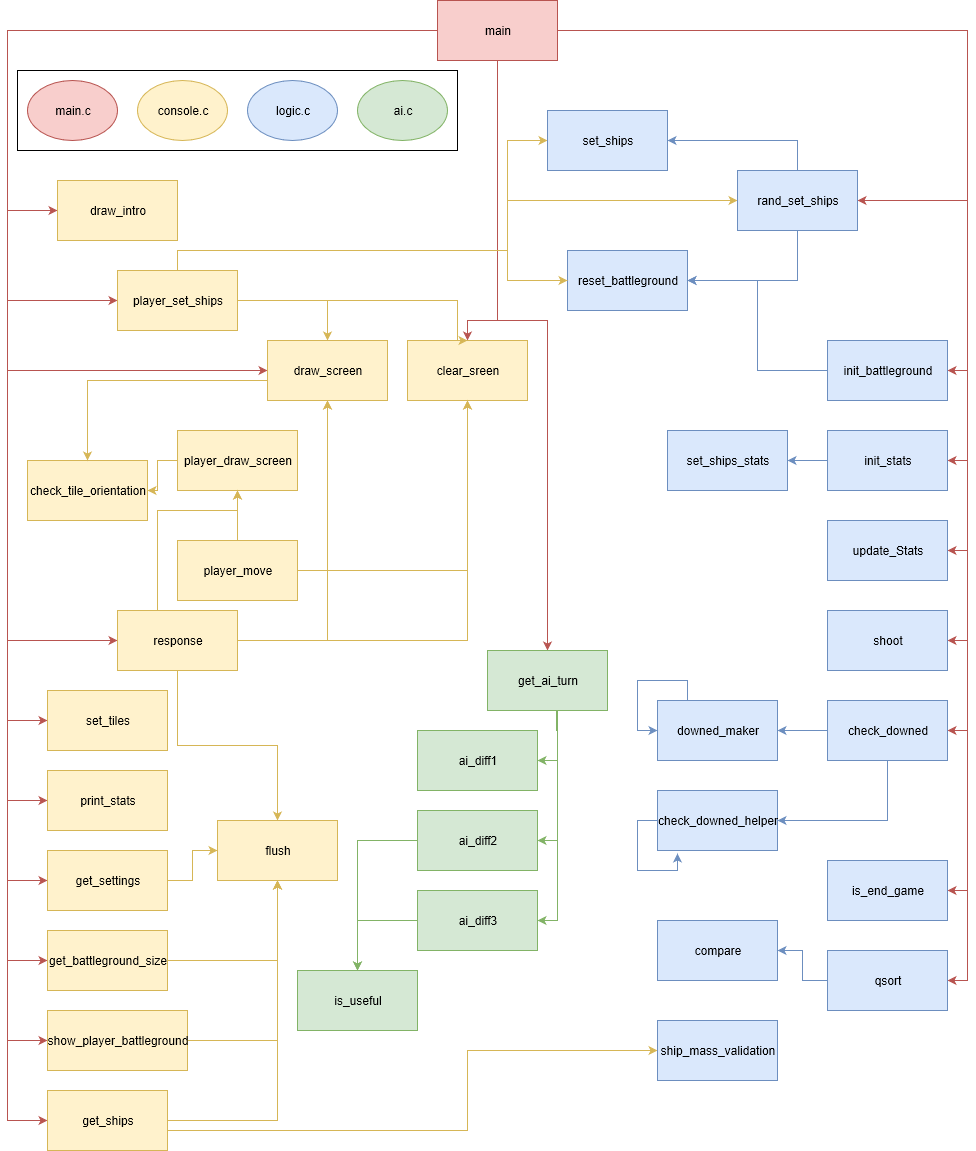 main
main.c
console.c
logic.c
ai.c
set_ships
draw_intro
rand_set_ships
player_set_ships
reset_battleground
draw_screen
clear_sreen
init_battleground
player_draw_screen
set_ships_stats
init_stats
check_tile_orientation
update_Stats
player_move
response
shoot
get_ai_turn
set_tiles
downed_maker
check_downed
ai_diff1
print_stats
check_downed_helper
flush
ai_diff2
get_settings
is_end_game
ai_diff3
compare
get_battleground_size
qsort
is_useful
show_player_battleground
ship_mass_validation
get_ships